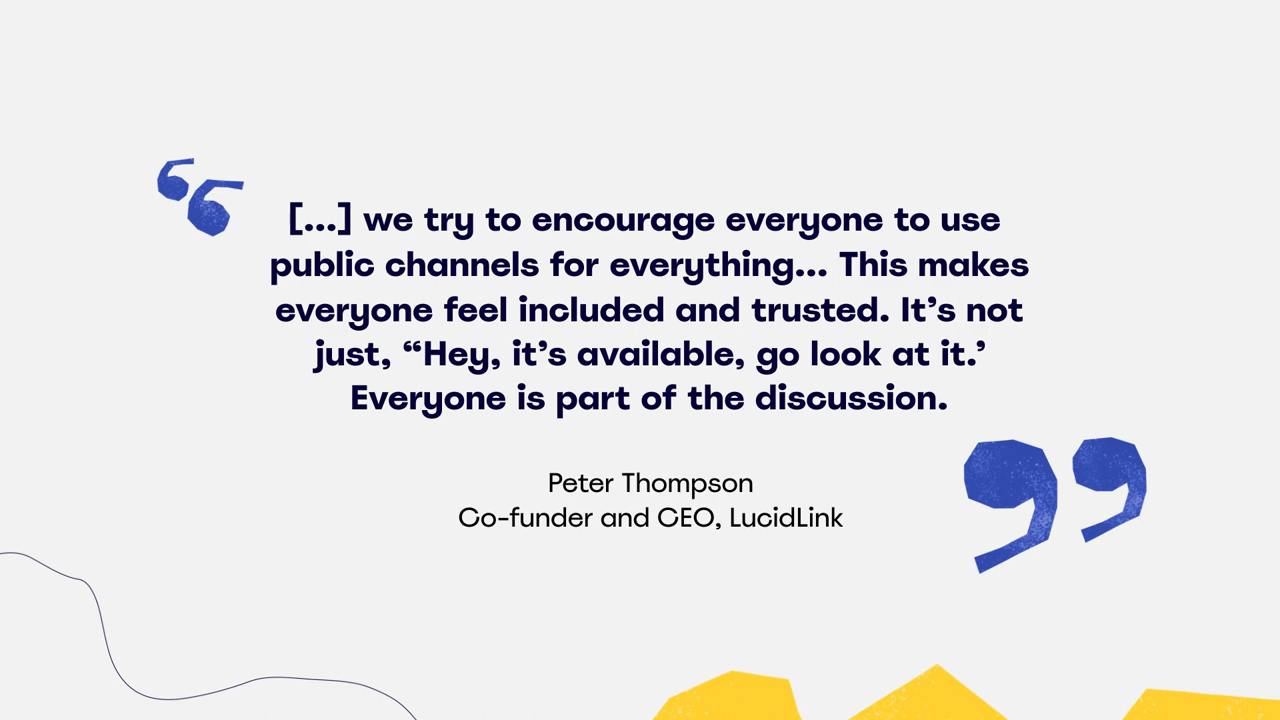 [...] we try to encourage everyone to use
public channels for everything... This makes
everyone feel included and trusted. It’s not
just, “Hey, it’s available, go look at it.’
Everyone is part of the discussion.
Peter Thompson
Co-funder and CEO, LucidLink